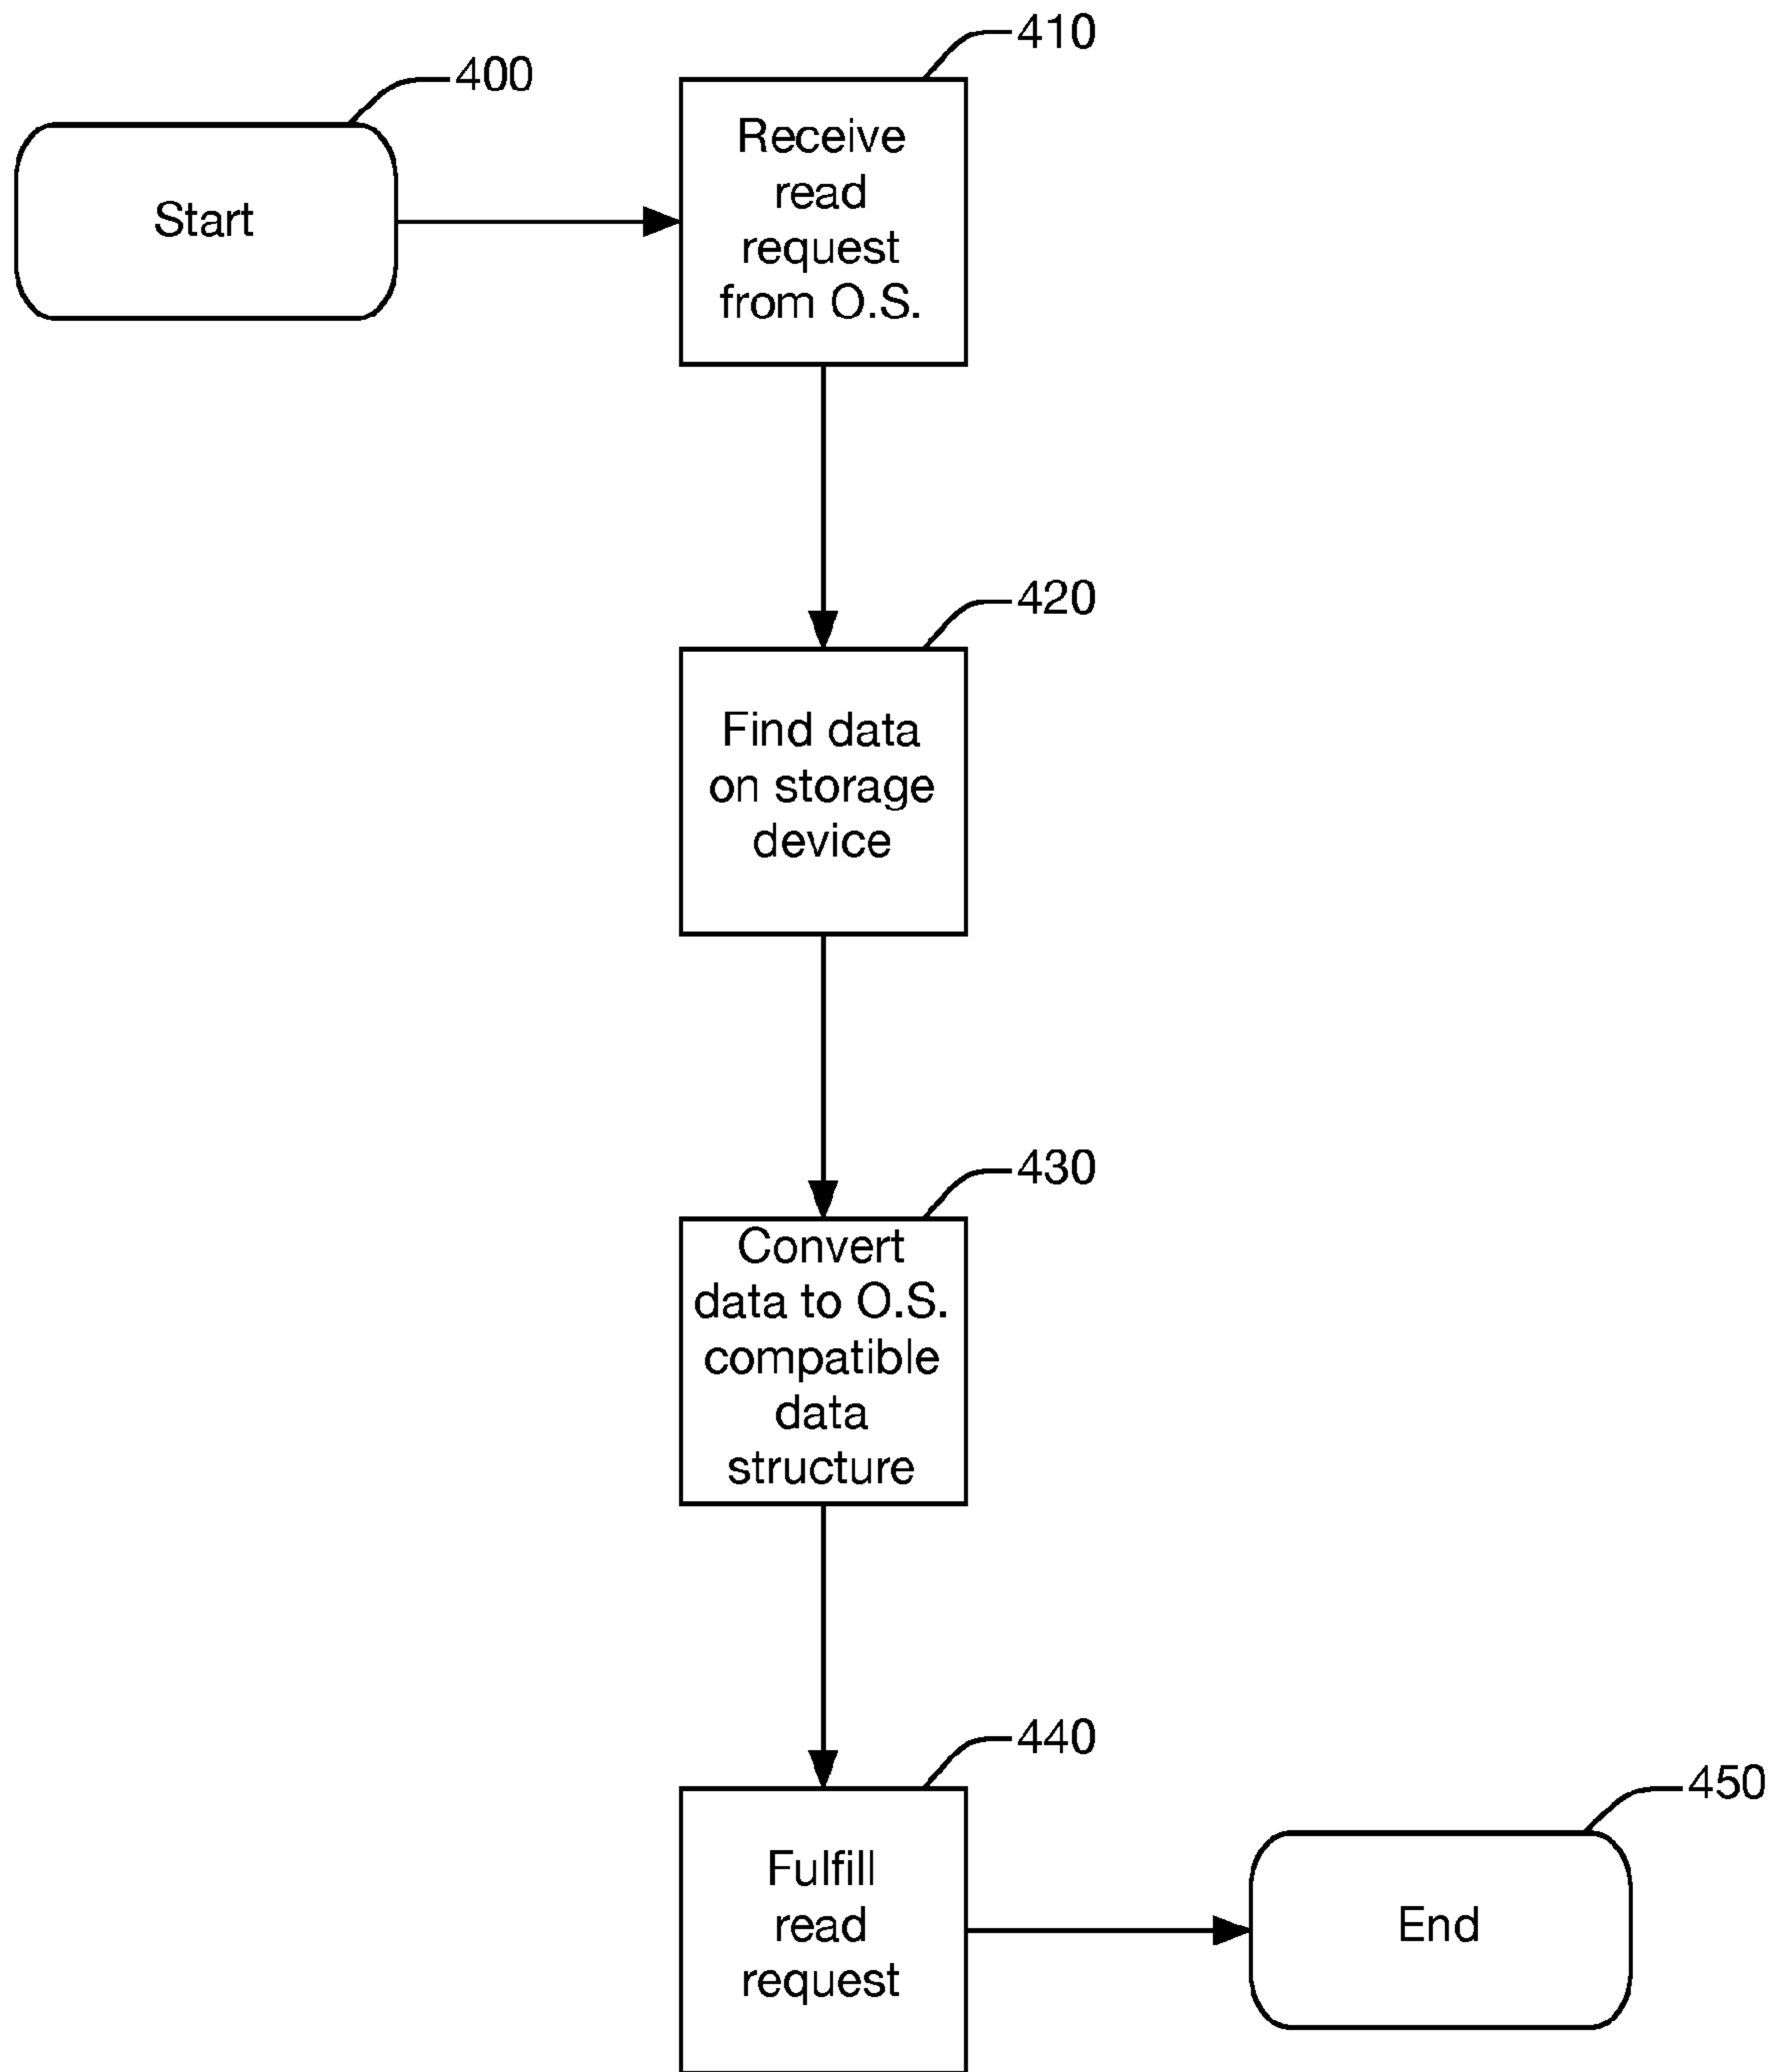 400
Start
410
Receive
read
request
from O.S.
420
Find data
on storage
device
430
Convert
data to O.S.
compatible
data
structure
440
Fulfill
read
request
450
End